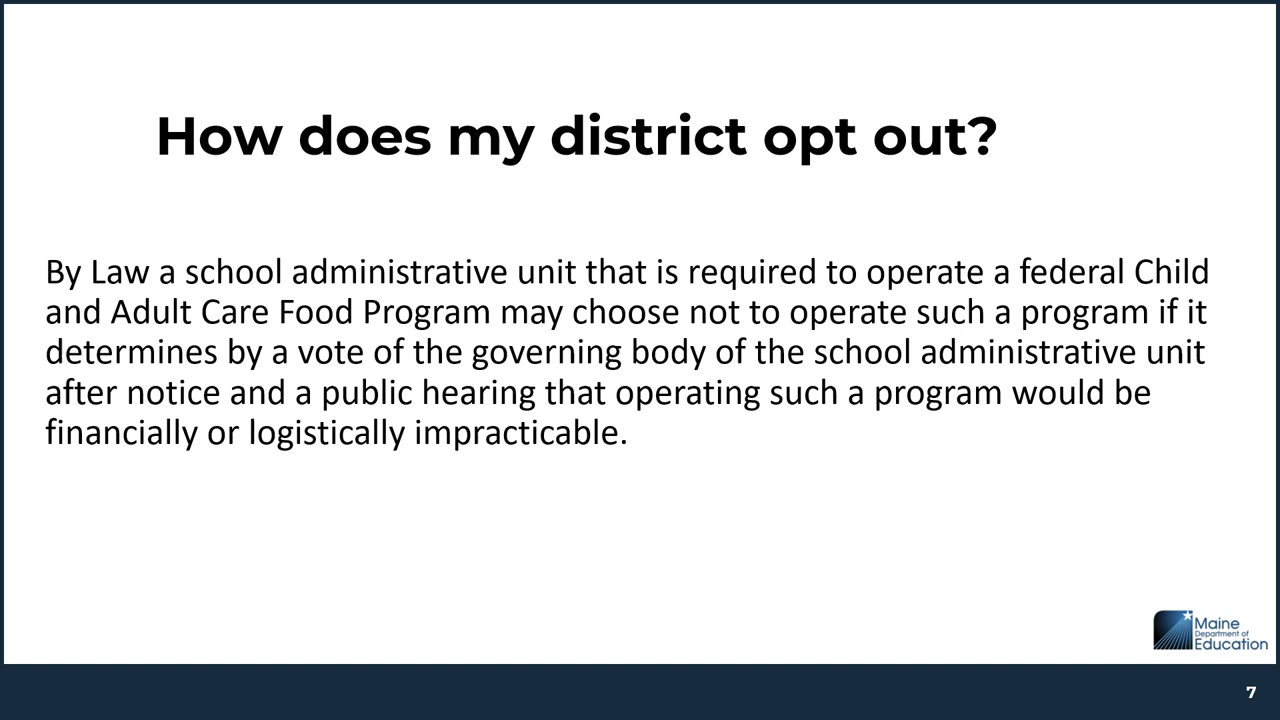 How does my district opt out?
By Law a school administrative unit that is required to operate a federal Child
and Adult Care Food Program may choose not to operate such a program if it
determines by a vote of the governing body of the school administrative unit
after notice and a public hearing that operating such a program would be
financially or logistically impracticable.
Maine
Department of
Education
7